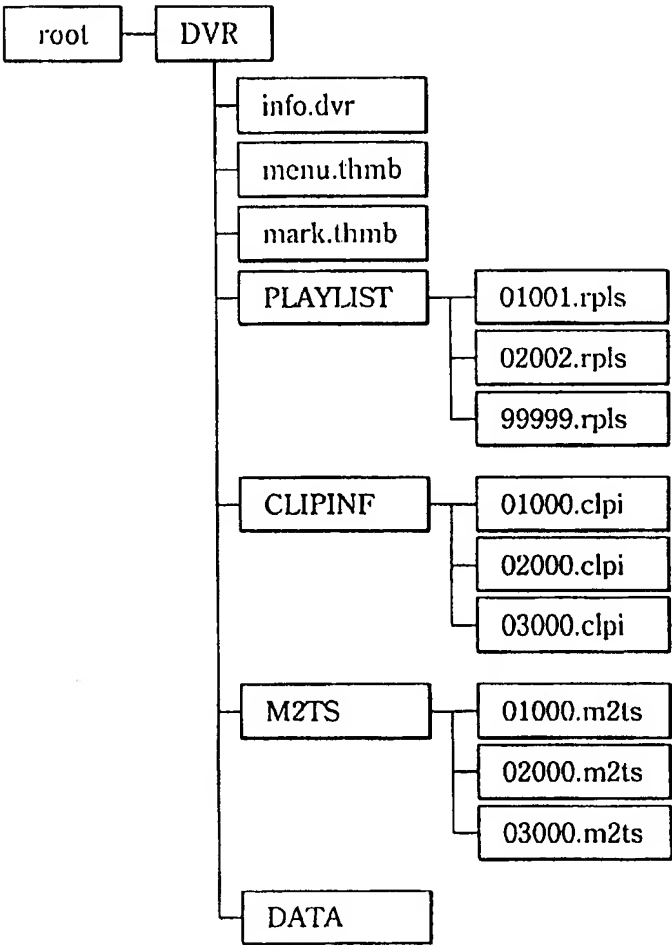 root
DVR
info.dvr
menu.thmb
mark.thmb
PLAYLIST
01001.rpls
02002.rpls
99999.rpls
CLIPINF
01000.clpi
02000.clpi
03000.clpi
M2TS
01000.m2ts
02000.m2ts
03000.m2ts
DATA